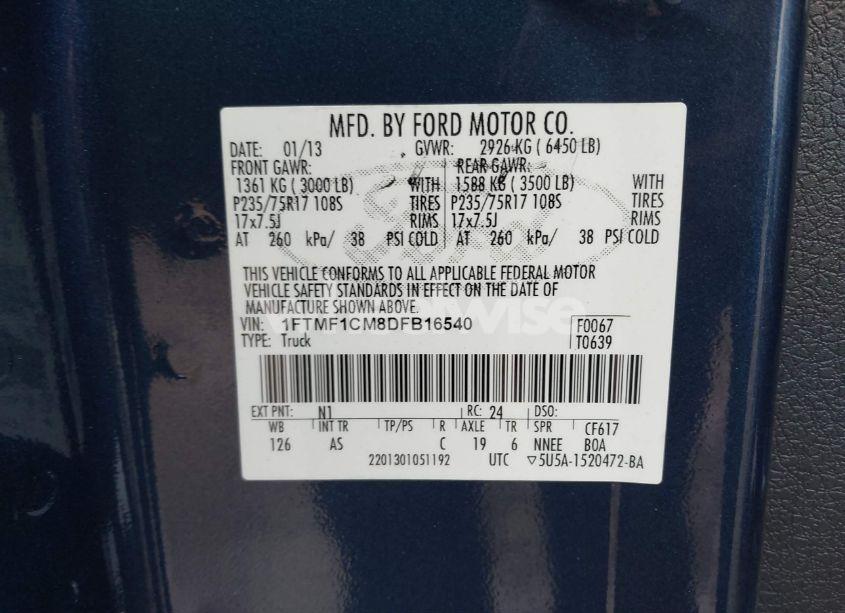 MFD. BY FORD MOTOR CO.
DATE: 01/13 GVWR: 2926 KG ( 6450 LB)
FRONT GAWR: REAR GAWR:
1361 KG ( 3000 LB) WITH 1588 KG ( 3500 LB) WITH
P235/75R17 108S TIRES P235/75R17 108S TIRES
17x7.5J RIMS 17x7.5J RIMS
AT 260 kPa/ 38 PSI COLD AT 260 kPa/ 38 PSI COLD
THIS VEHICLE CONFORMS TO ALL APPLICABLE FEDERAL MOTOR
VEHICLE SAFETY STANDARDS IN EFFECT ON THE DATE OF
MANUFACTURE SHOWN ABOVE.
VIN: 1FTMF1CM8DFB16540 F0067
TYPE: Truck T0639
EXT PNT: N1 RC: 24 DSO:
WB INT TR TP/PS R AXLE TR SPR CF617
126 AS C 19 6 NNEE BOA
2201301051192 UTC ▽5U5A-1520472-BA